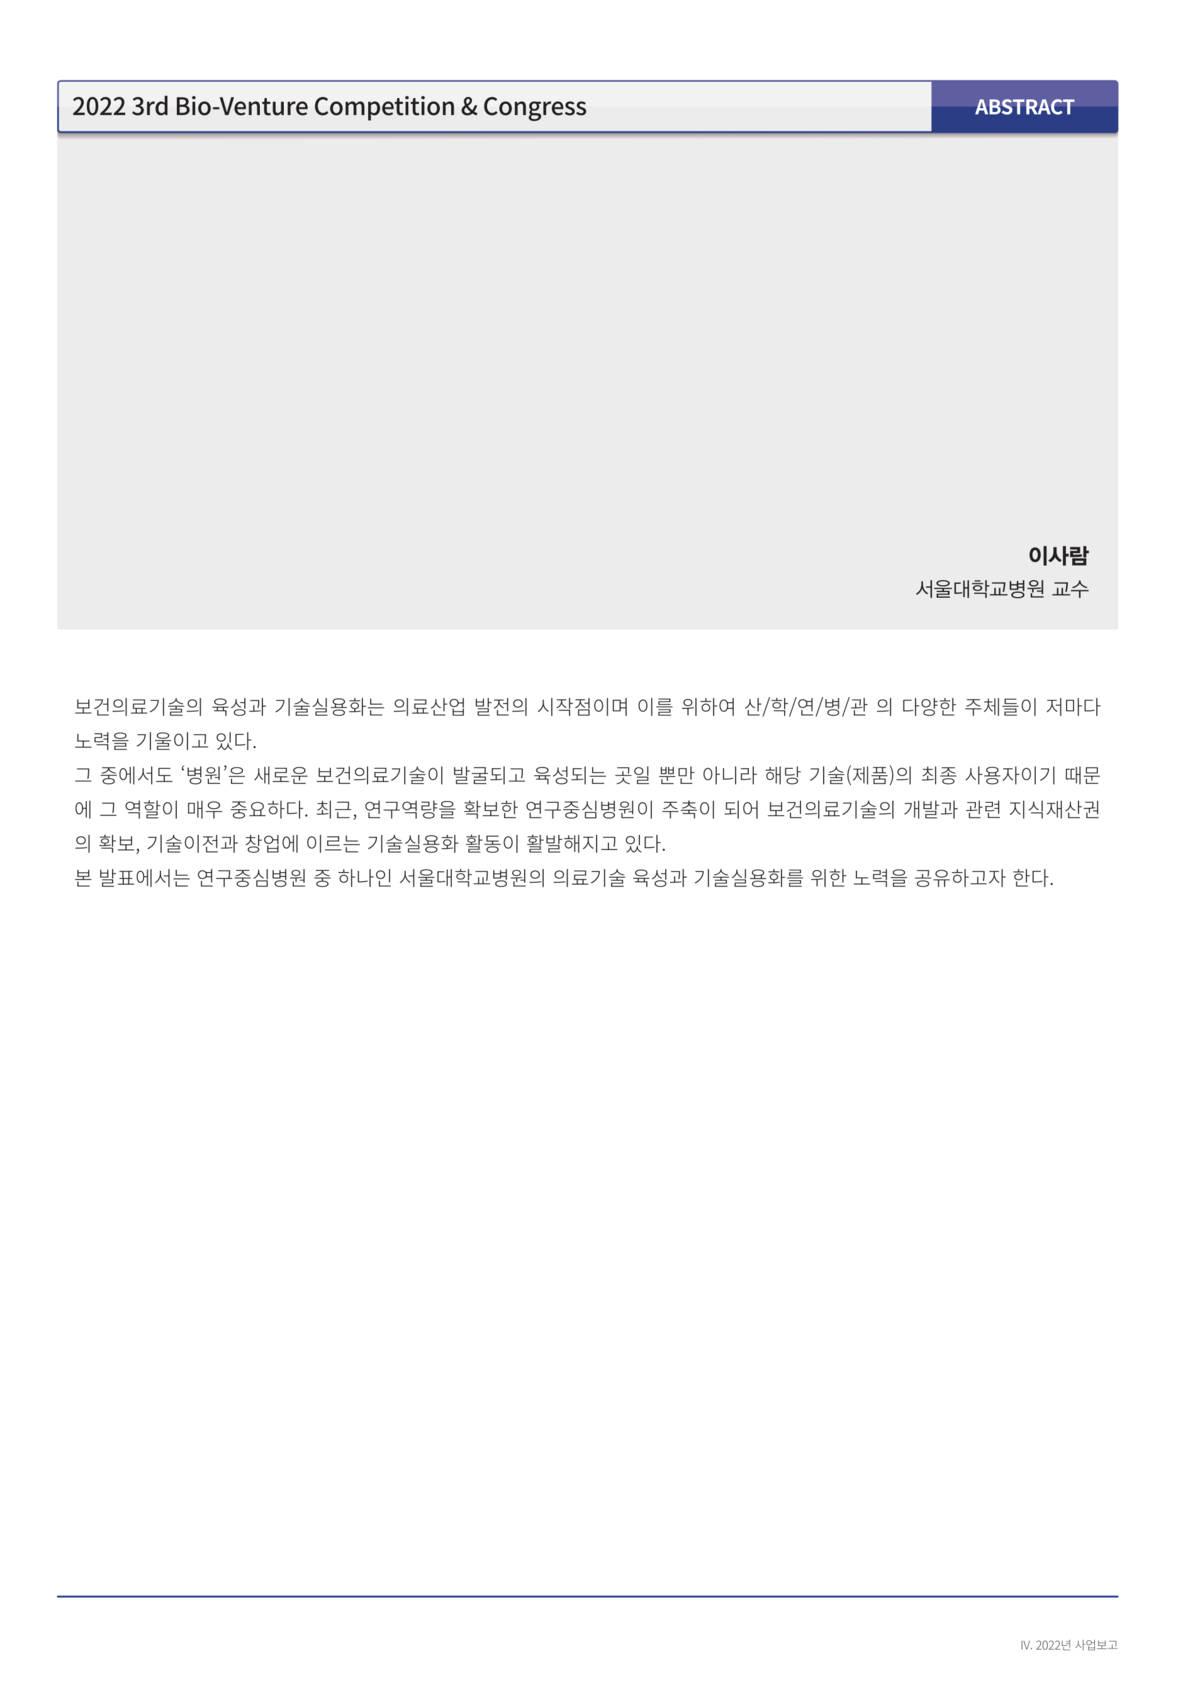 2022 3rd Bio-Venture Competition & Congress
ABSTRACT
이사람
서울대학교병원 교수
보건의료기술의 육성과 기술실용화는 의료산업 발전의 시작점이며 이를 위하여 산/학/연/병/관 의 다양한 주체들이 저마다
노력을 기울이고 있다.
그 중에서도 ‘병원’은 새로운 보건의료기술이 발굴되고 육성되는 곳일 뿐만 아니라 해당 기술(제품)의 최종 사용자이기 때문
에 그 역할이 매우 중요하다. 최근, 연구역량을 확보한 연구중심병원이 주축이 되어 보건의료기술의 개발과 관련 지식재산권
의 확보, 기술이전과 창업에 이르는 기술실용화 활동이 활발해지고 있다.
본 발표에서는 연구중심병원 중 하나인 서울대학교병원의 의료기술 육성과 기술실용화를 위한 노력을 공유하고자 한다.
Ⅳ. 2022년 사업보고